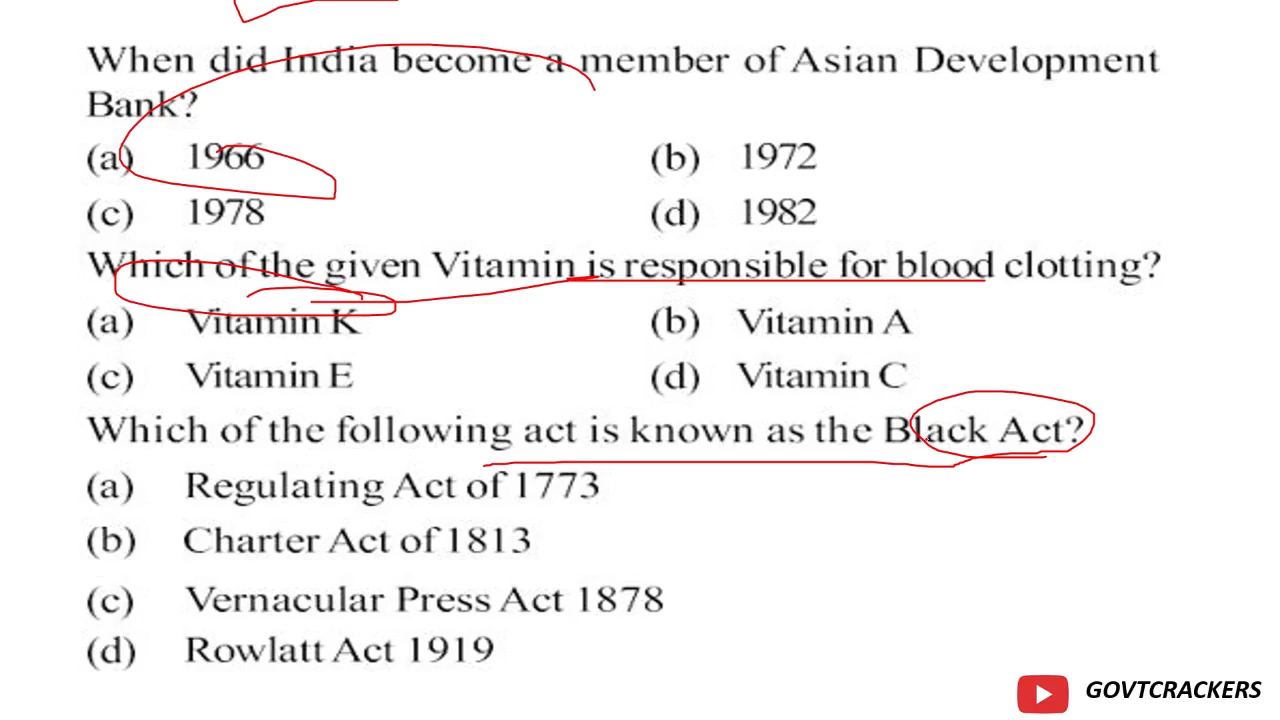 When did India become a member of Asian Development
Bank?
(a) 1966 (b) 1972
(c) 1978 (d) 1982
Which of the given Vitamin is responsible for blood clotting?
(a) Vitamin K (b) Vitamin A
(c) Vitamin E (d) Vitamin C
Which of the following act is known as the Black Act?
(a) Regulating Act of 1773
(b) Charter Act of 1813
(c) Vernacular Press Act 1878
(d) Rowlatt Act 1919
GOVTCRACKERS